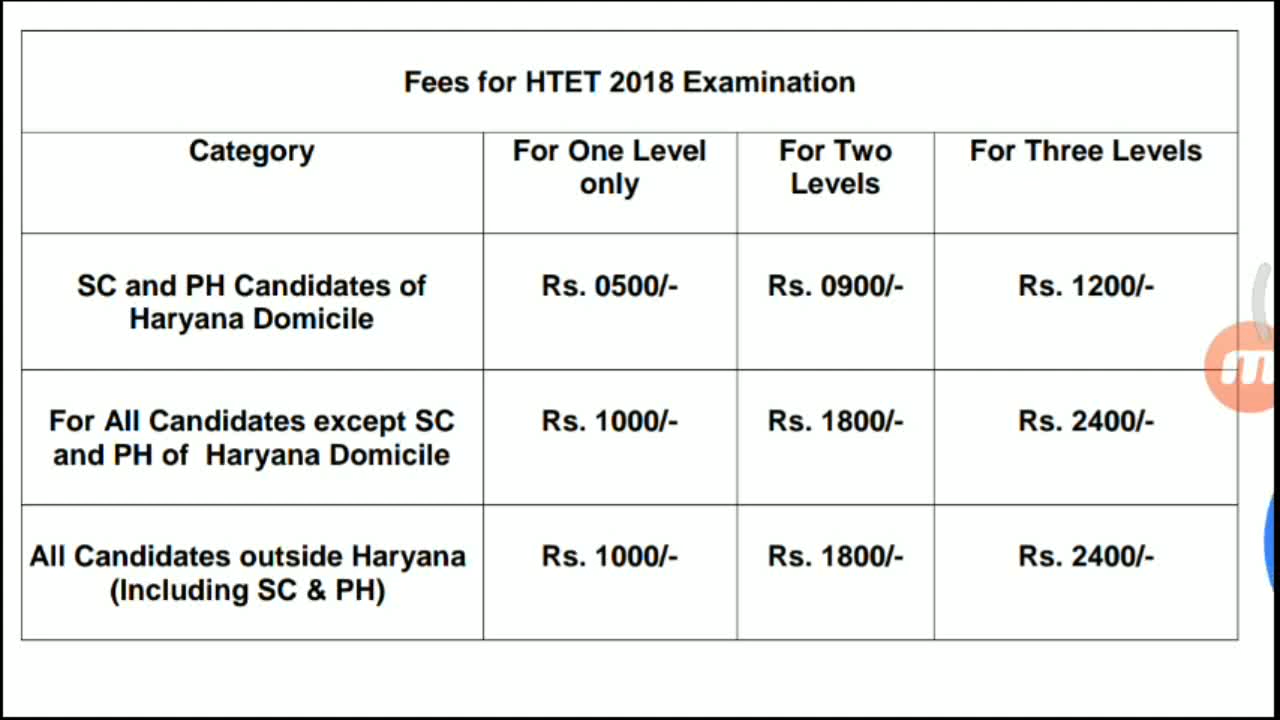 Fees for HTET 2018 Examination
Category
For One Level
only
For Two
Levels
For Three Levels
SC and PH Candidates of
Haryana Domicile
Rs. 0500/-
Rs. 0900/-
Rs. 1200/-
For All Candidates except SC
and PH of Haryana Domicile
Rs. 1000/-
Rs. 1800/-
Rs. 2400/-
All Candidates outside Haryana
(Including SC & PH)
Rs. 1000/-
Rs. 1800/-
Rs. 2400/-
m